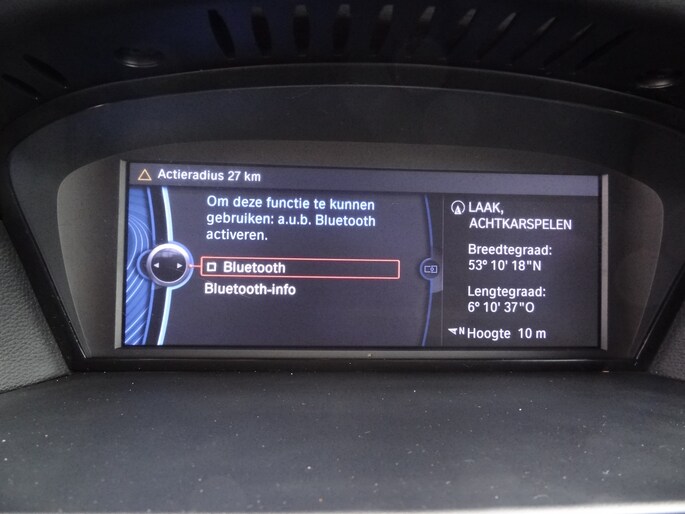 Actieradius 27 km
Om deze functie te kunnen
gebruiken: a.u.b. Bluetooth
activeren.
Bluetooth
Bluetooth-info
LAAK,
ACHTKARSPELEN
Breedtegraad:
53° 10' 18"N
Lengtegraad:
6° 10' 37"O
N Hoogte 10 m